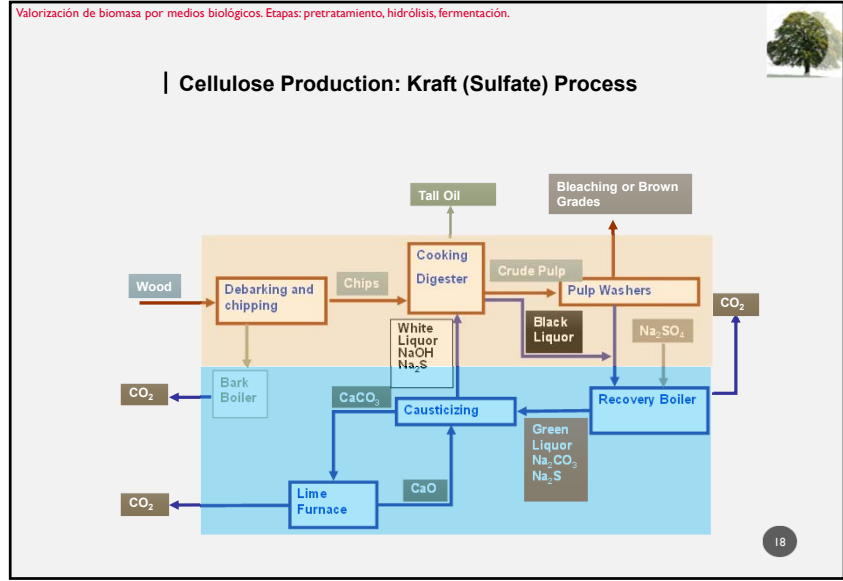 Valorización de biomasa por medios biológicos. Etapas: pretratamiento, hidrólisis, fermentación.
| Cellulose Production: Kraft (Sulfate) Process
Tall Oil
Bleaching or Brown
Grades
Wood
Debarking and
chipping
Chips
Cooking
Digester
Crude Pulp
Pulp Washers
CO₂
White
Liquor
NaOH
Na₂S
Black
Liquor
Na₂SO₄
CO₂
Bark
Boiler
CaCO₃
Causticizing
Recovery Boiler
Green
Liquor
Na₂CO₃
Na₂S
CO₂
Lime
Furnace
CaO
18